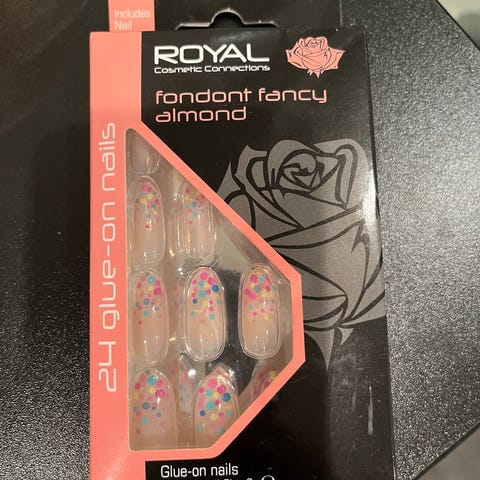 Includes
Nail
ROYAL
Cosmetic Connections
fondont fancy
almond
24 glue-on nails
Glue-on nails